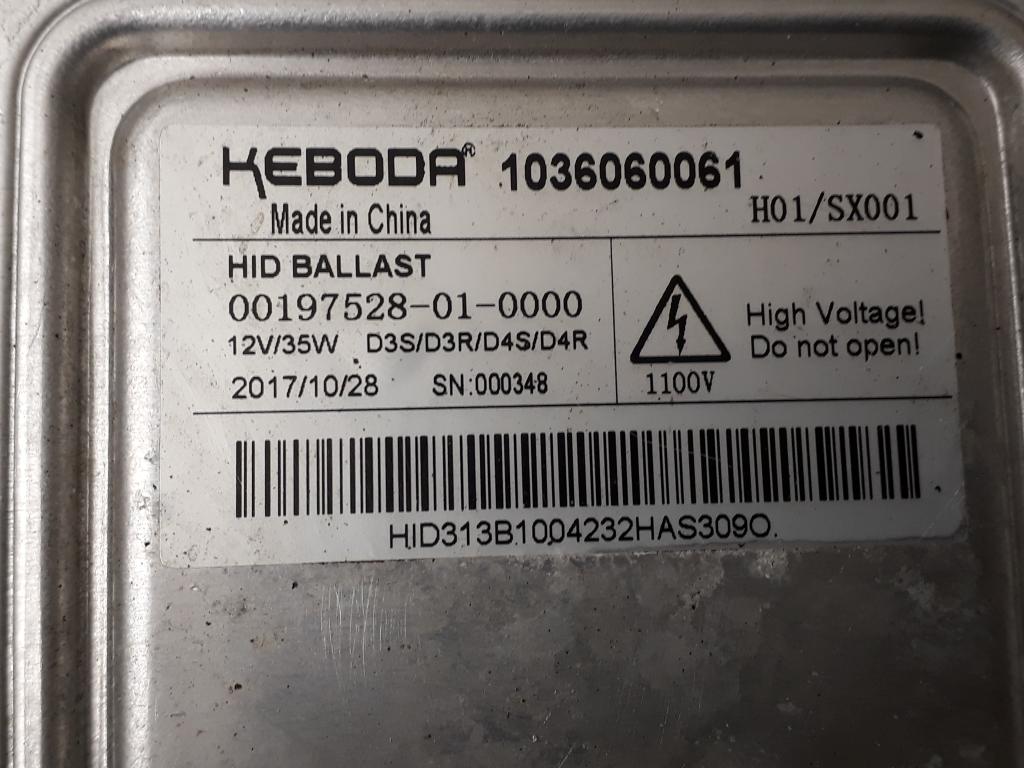 KEBODA® 1036060061
Made in China
H01/SX001
HID BALLAST
00197528-01-0000
12V/35W D3S/D3R/D4S/D4R
2017/10/28 SN:000348
High Voltage!
Do not open!
1100V
HID313B1004232HAS309O.